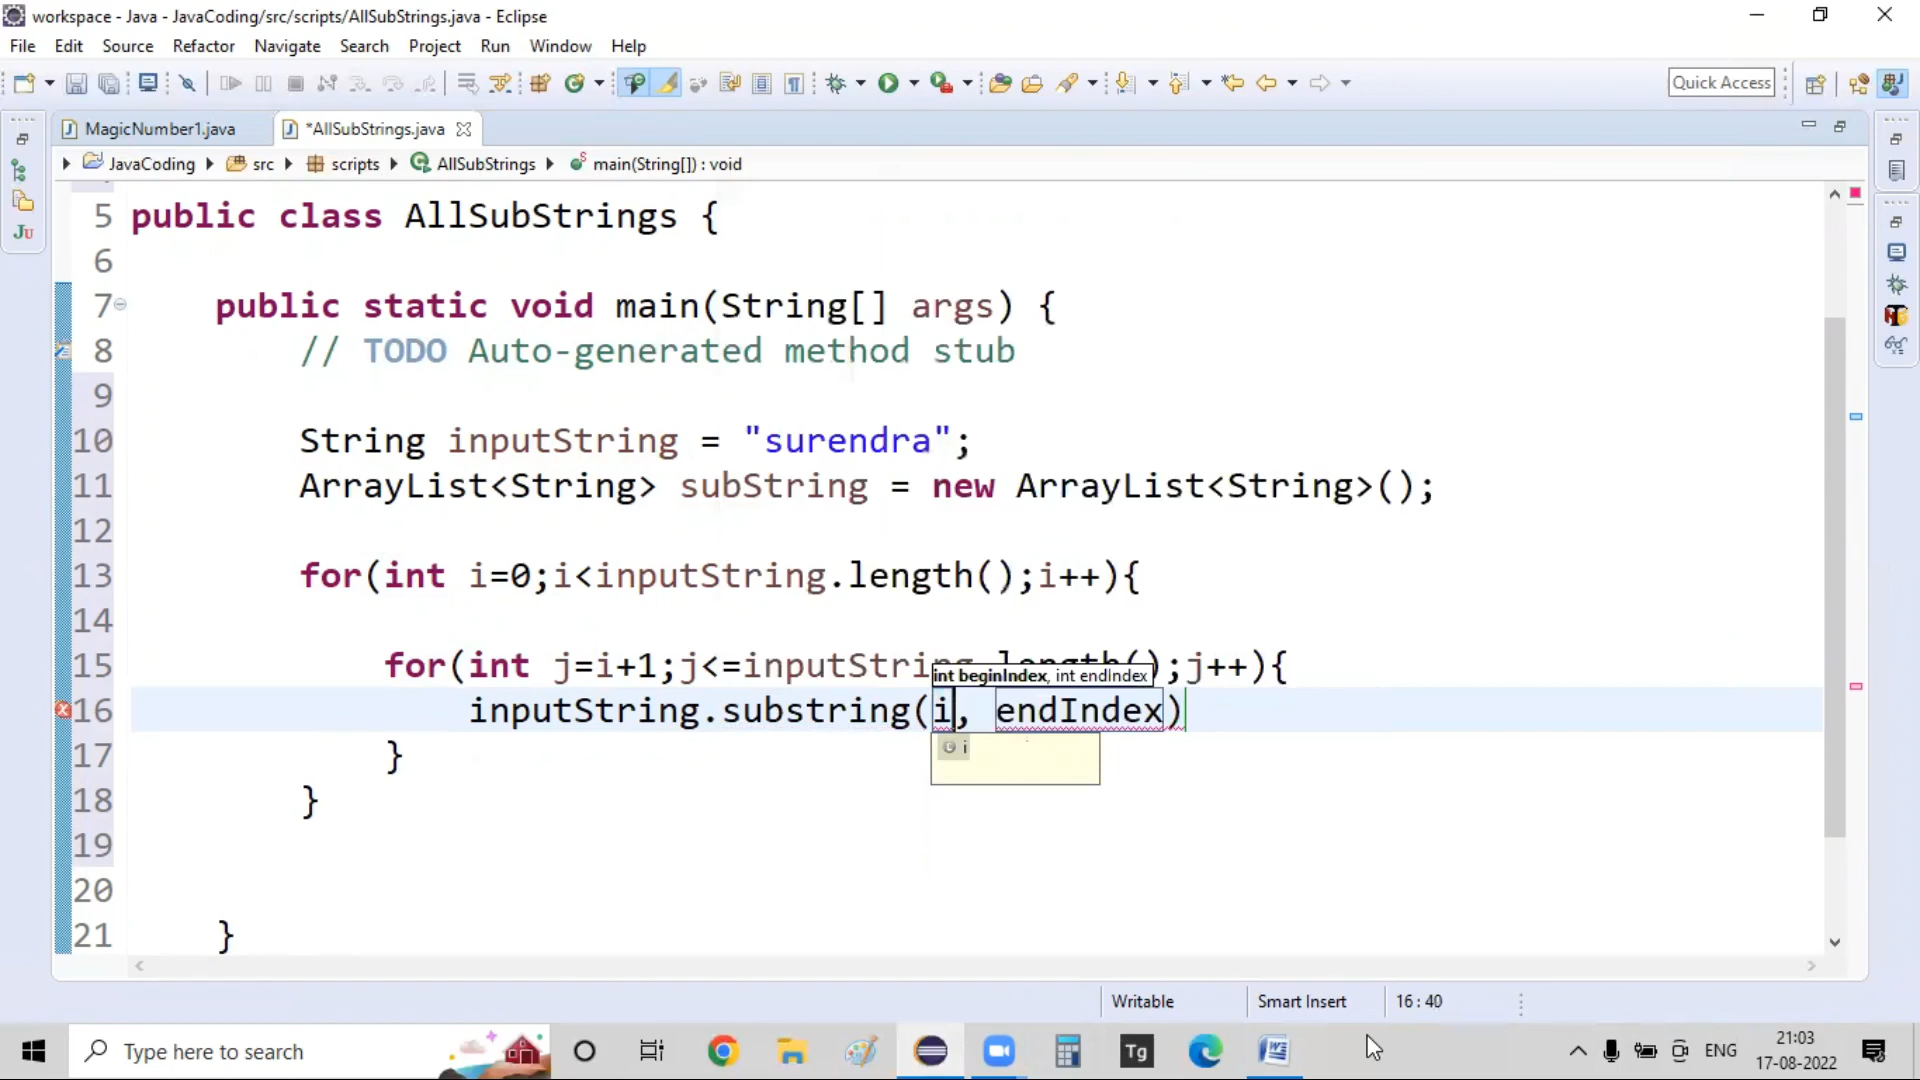 workspace - Java - JavaCoding/src/scripts/AllSubStrings.java - Eclipse
File Edit Source Refactor Navigate Search Project Run Window Help
Quick Access
MagicNumber1.java *AllSubStrings.java
JavaCoding src scripts AllSubStrings main(String[]) : void
5 public class AllSubStrings {
6
7 public static void main(String[] args) {
8 // TODO Auto-generated method stub
9
10 String inputString = "surendra";
11 ArrayList<String> subString = new ArrayList<String>();
12
13 for(int i=0;i<inputString.length();i++){
14
15 for(int j=i+1;j<=inputString.length();j++){
int beginIndex, int endIndex
16 inputString.substring(i, endIndex)
i
17 }
18 }
19
20
21 }
Writable Smart Insert 16 : 40
Type here to search
Tg
ENG
21:03
17-08-2022